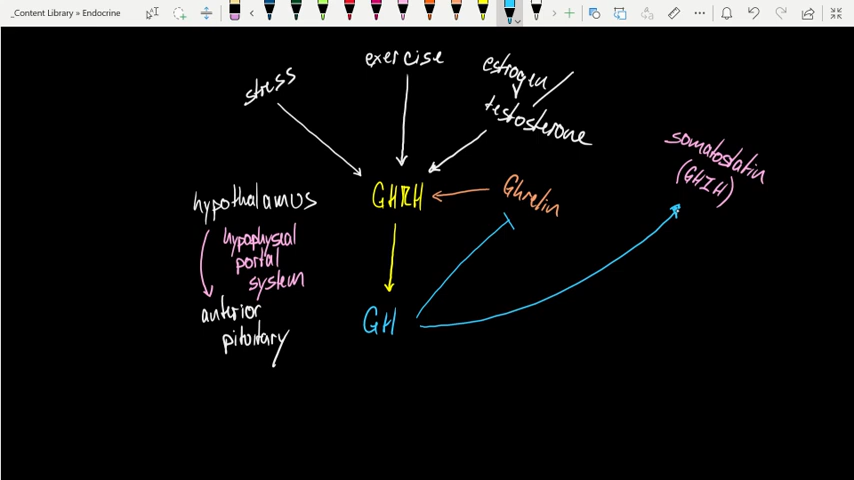 _Content Library » Endocrine
exercise
stress
estrogen/
testosterone
somatostatin
(GHIH)
hypothalamus
GHRH
Ghrelin
hypophyseal
portal
system
anterior
pituitary
GH